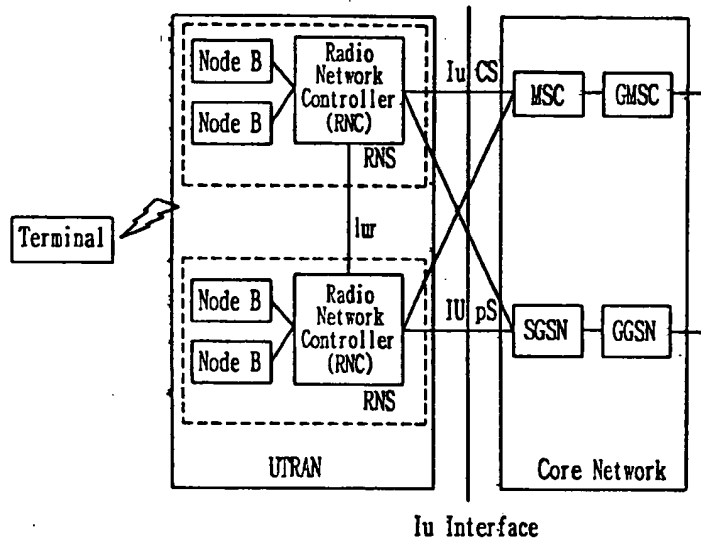 Node B
Node B
Radio
Network
Controller
(RNC)
RNS
Iu CS
MSC
GMSC
Terminal
Iur
Node B
Node B
Radio
Network
Controller
(RNC)
RNS
IU pS
SGSN
GGSN
UTRAN
Core Network
Iu Interface